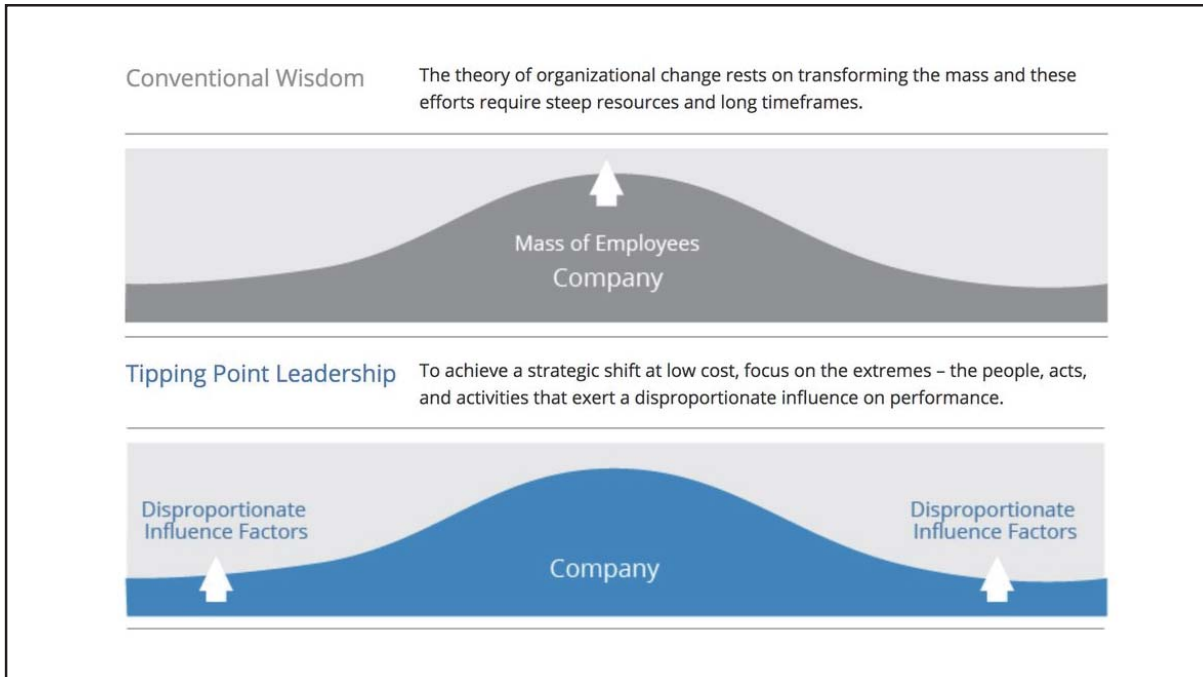 Conventional Wisdom
The theory of organizational change rests on transforming the mass and these
efforts require steep resources and long timeframes.
Mass of Employees
Company
Tipping Point Leadership
To achieve a strategic shift at low cost, focus on the extremes – the people, acts,
and activities that exert a disproportionate influence on performance.
Disproportionate
Influence Factors
Company
Disproportionate
Influence Factors